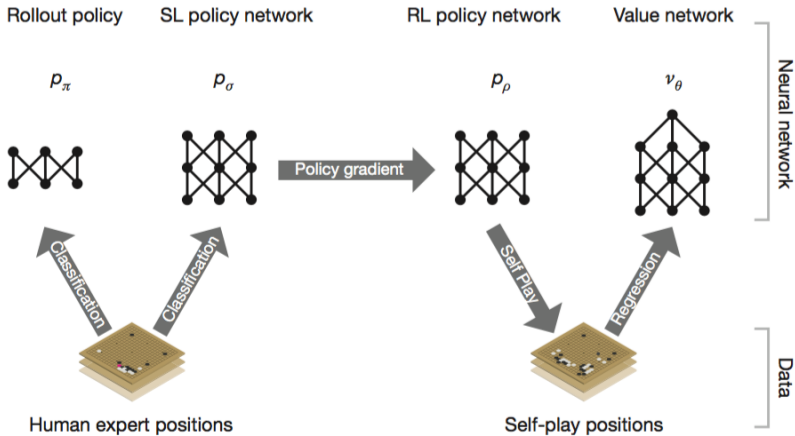 Rollout policy
SL policy network
RL policy network
Value network
pπ
pσ
pρ
νθ
Neural network
Policy gradient
Classification
Classification
Self Play
Regression
Data
Human expert positions
Self-play positions